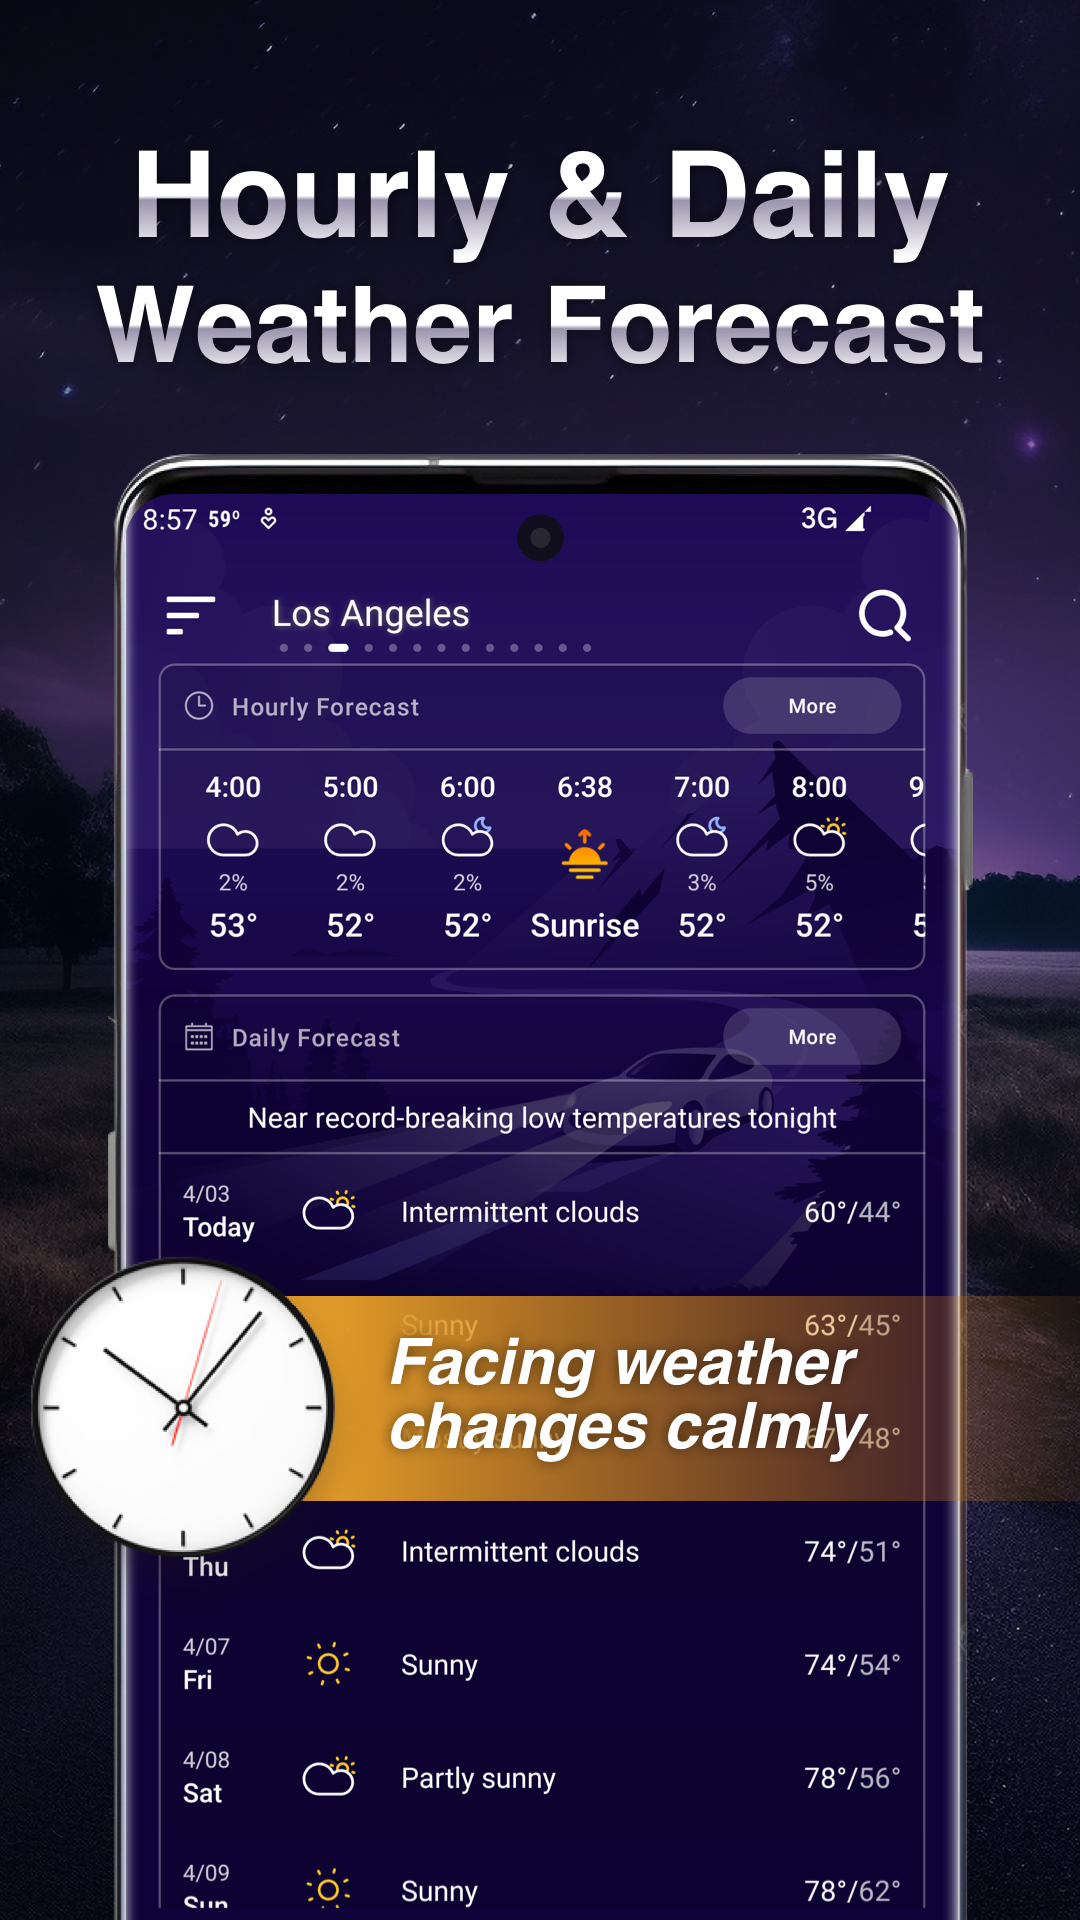 Hourly & Daily
Weather Forecast
8:57 59° 3G
Los Angeles
Hourly Forecast More
4:00 5:00 6:00 6:38 7:00 8:00 9
2% 2% 2% 3% 5%
53° 52° 52° Sunrise 52° 52° 5
Daily Forecast More
Near record-breaking low temperatures tonight
4/03
Today Intermittent clouds 60°/44°
Sunny 63°/45°
Facing weather
changes calmly
67°/48°
Thu Intermittent clouds 74°/51°
4/07
Fri Sunny 74°/54°
4/08
Sat Partly sunny 78°/56°
4/09
Sun Sunny 78°/62°